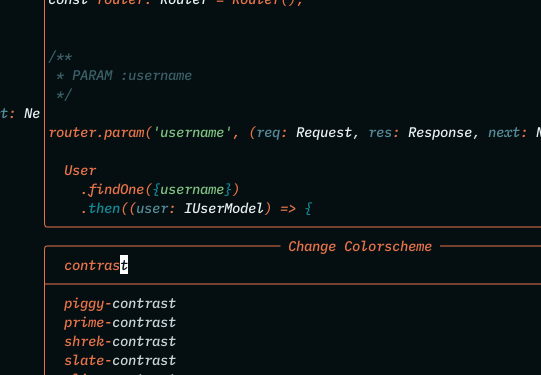 const router: Router = Router();
/**
 * PARAM :username
 */
t: Ne
router.param('username', (req: Request, res: Response, next: N
User
.findOne({username})
.then((user: IUserModel) => {
Change Colorscheme
contrast
piggy-contrast
prime-contrast
shrek-contrast
slate-contrast